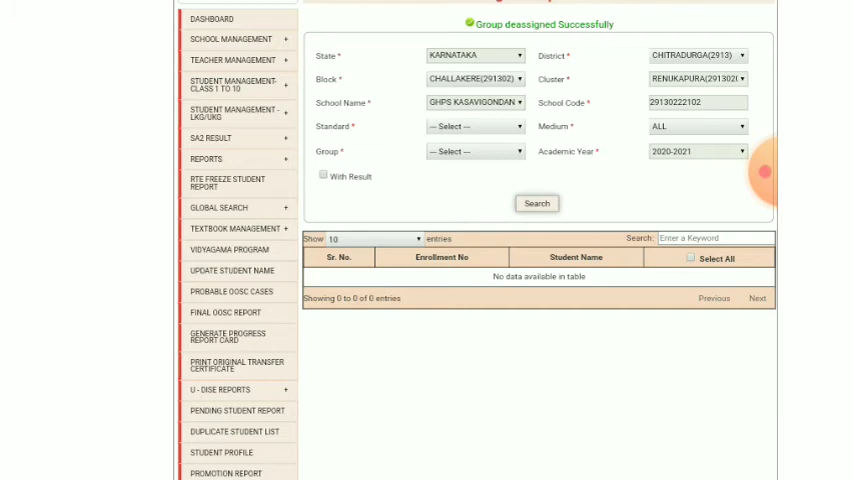 Group deassigned Successfully
DASHBOARD
SCHOOL MANAGEMENT +
TEACHER MANAGEMENT +
STUDENT MANAGEMENT-
CLASS 1 TO 10 +
STUDENT MANAGEMENT -
LKG/UKG +
SA2 RESULT +
REPORTS +
RTE FREEZE STUDENT
REPORT
GLOBAL SEARCH +
TEXTBOOK MANAGEMENT +
VIDYAGAMA PROGRAM
UPDATE STUDENT NAME
PROBABLE OOSC CASES
FINAL OOSC REPORT
GENERATE PROGRESS
REPORT CARD
PRINT ORIGINAL TRANSFER
CERTIFICATE
U - DISE REPORTS +
PENDING STUDENT REPORT
DUPLICATE STUDENT LIST
STUDENT PROFILE
PROMOTION REPORT
State * KARNATAKA District * CHITRADURGA(2913)
Block * CHALLAKERE(291302) Cluster * RENUKAPURA(291302(
School Name * GHPS KASAVIGONDAN School Code * 29130222102
Standard * --- Select --- Medium * ALL
Group * --- Select --- Academic Year * 2020-2021
With Result
Search
Show 10 entries Search: Enter a Keyword
Sr. No. Enrollment No Student Name Select All
No data available in table
Showing 0 to 0 of 0 entries Previous Next